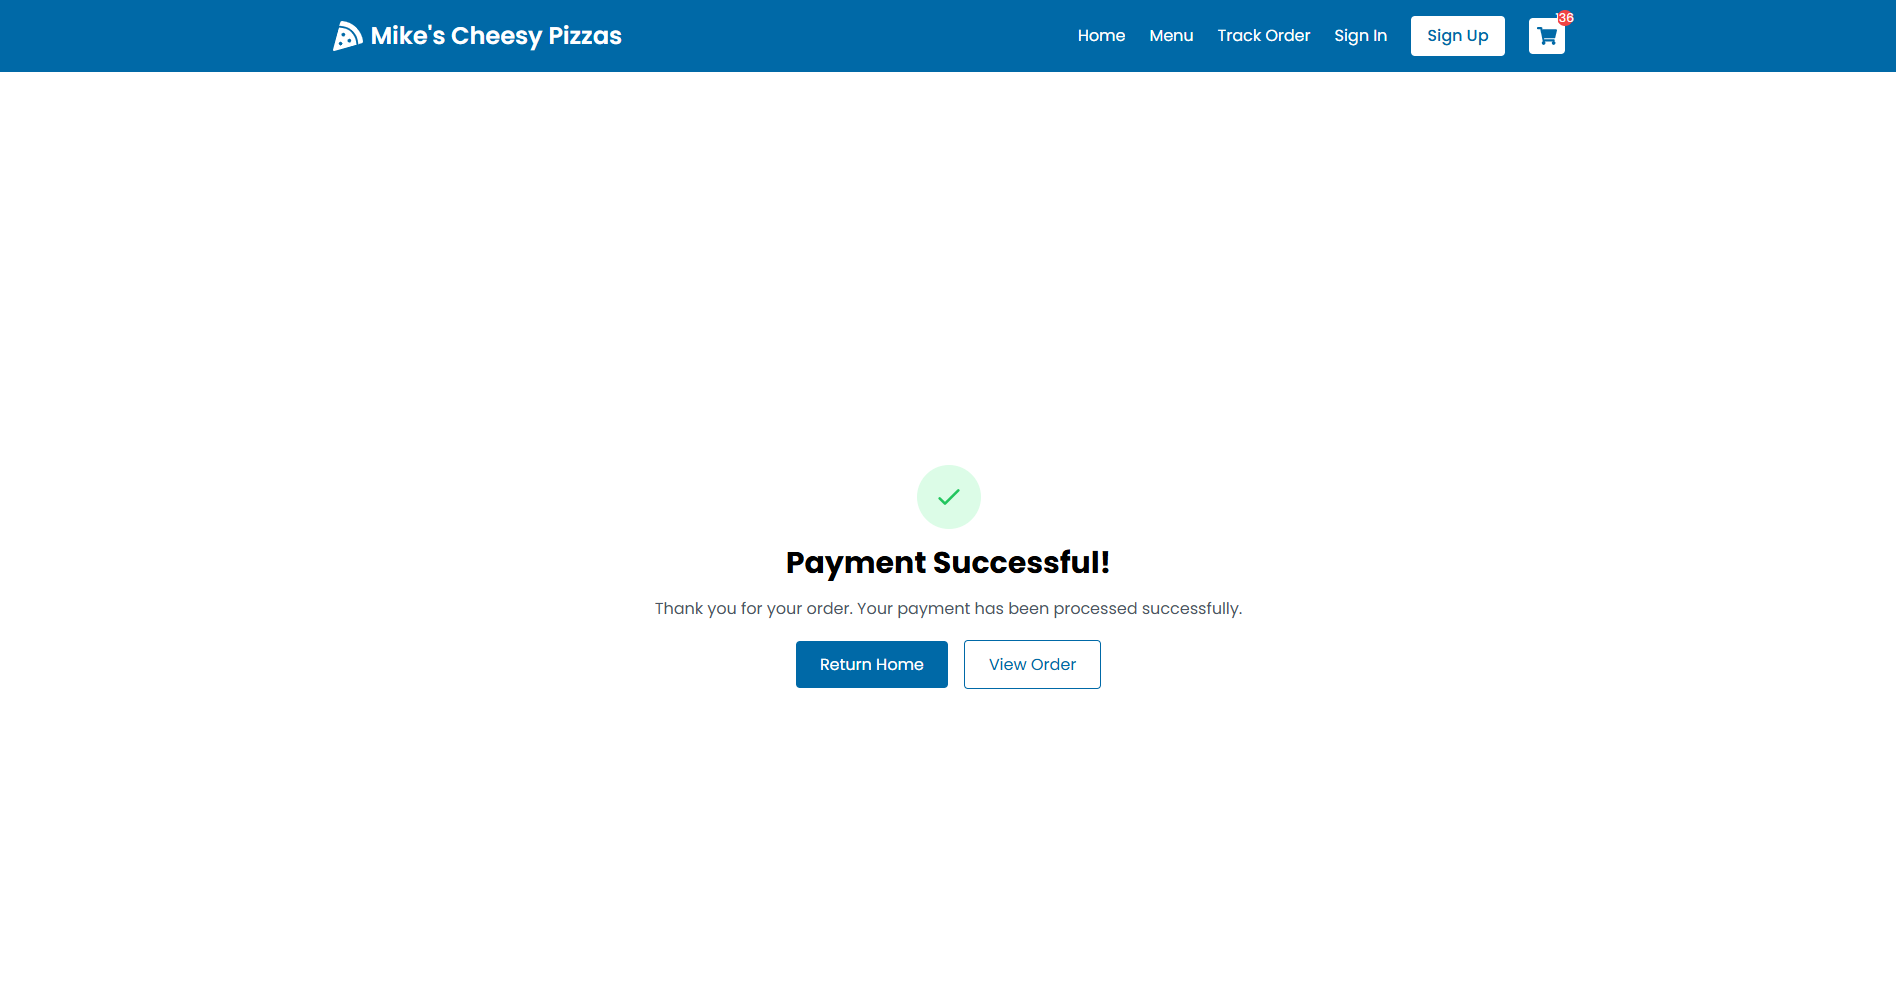 Mike's Cheesy Pizzas
Home Menu Track Order Sign In Sign Up 136
Payment Successful!
Thank you for your order. Your payment has been processed successfully.
Return Home View Order